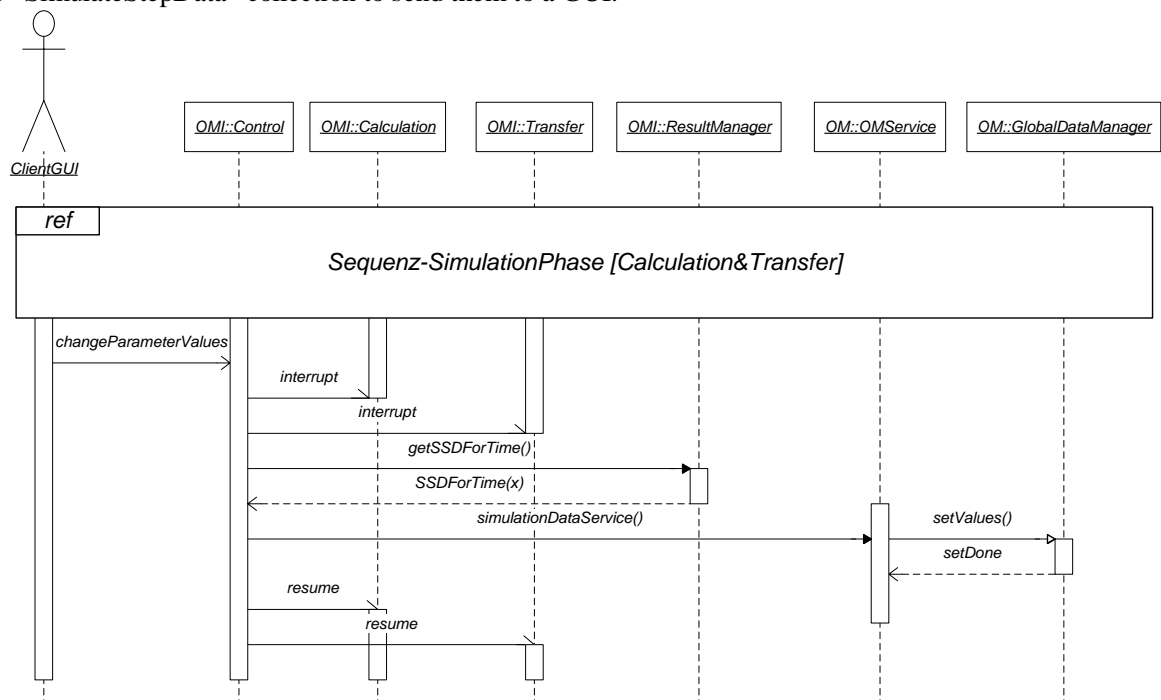 "SimulateStepData" collection to send them to a GUI.
ClientGUI
OMI::Control
OMI::Calculation
OMI::Transfer
OMI::ResultManager
OM::OMService
OM::GlobalDataManager
ref
Sequenz-SimulationPhase [Calculation&Transfer]
changeParameterValues
interrupt
interrupt
getSSDForTime()
SSDForTime(x)
simulationDataService()
setValues()
setDone
resume
resume